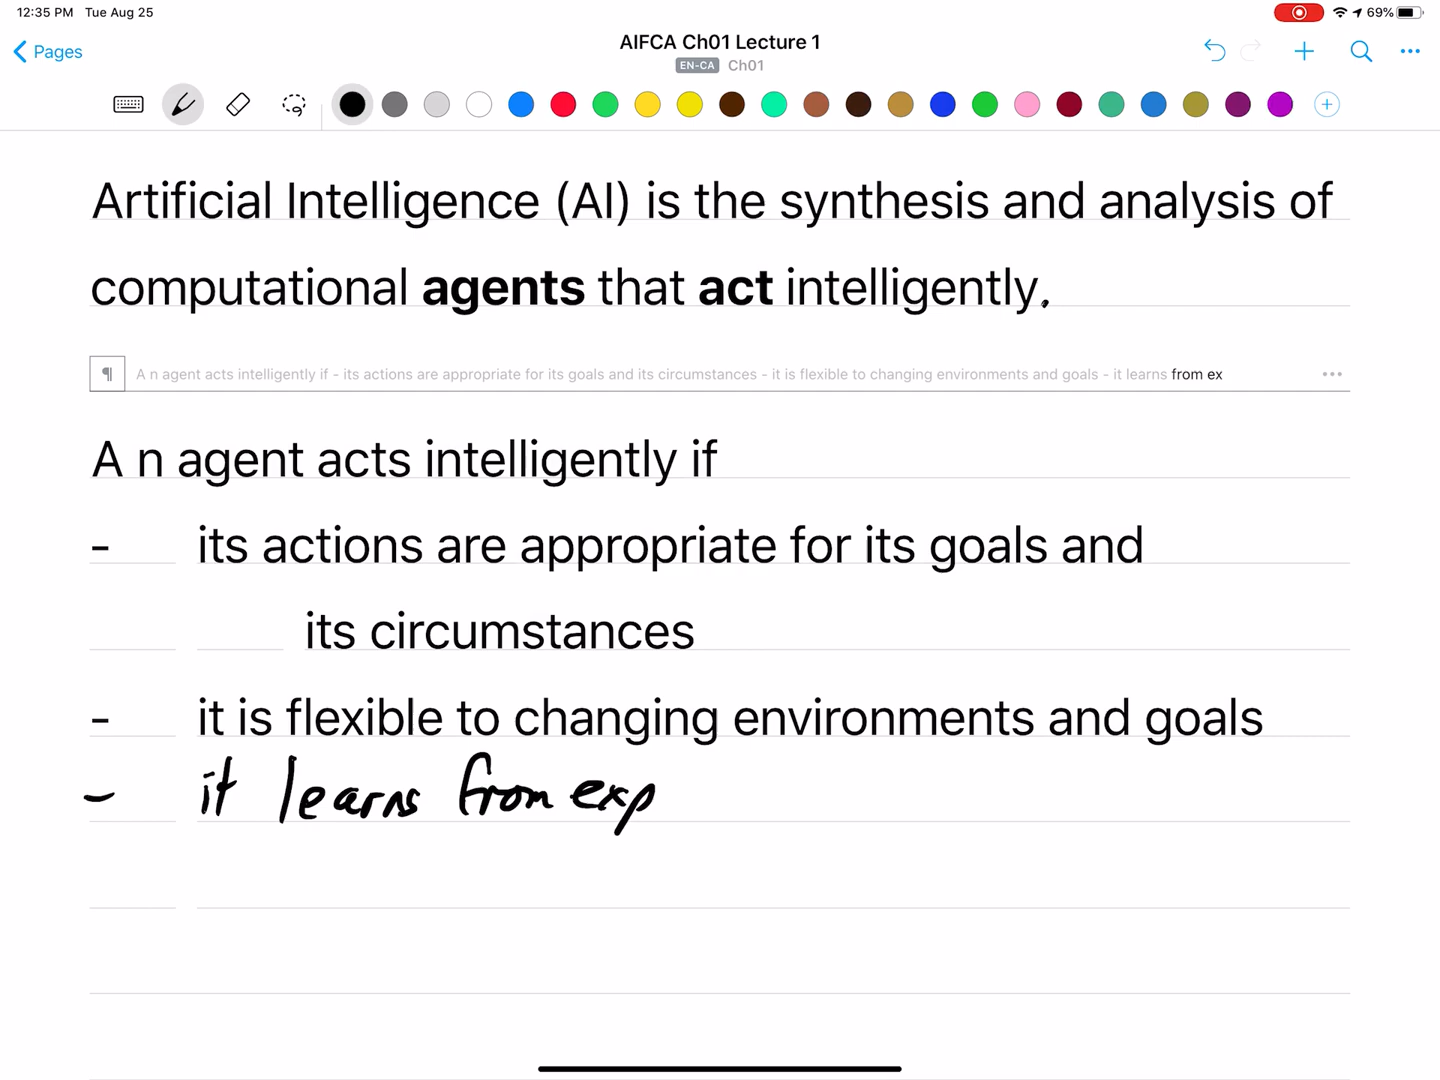 12:35 PM Tue Aug 25 69%
Pages AIFCA Ch01 Lecture 1
EN-CA Ch01
Artificial Intelligence (AI) is the synthesis and analysis of
computational agents that act intelligently.
¶ A n agent acts intelligently if - its actions are appropriate for its goals and its circumstances - it is flexible to changing environments and goals - it learns from ex
A n agent acts intelligently if
- its actions are appropriate for its goals and
its circumstances
- it is flexible to changing environments and goals
- it learns from exp